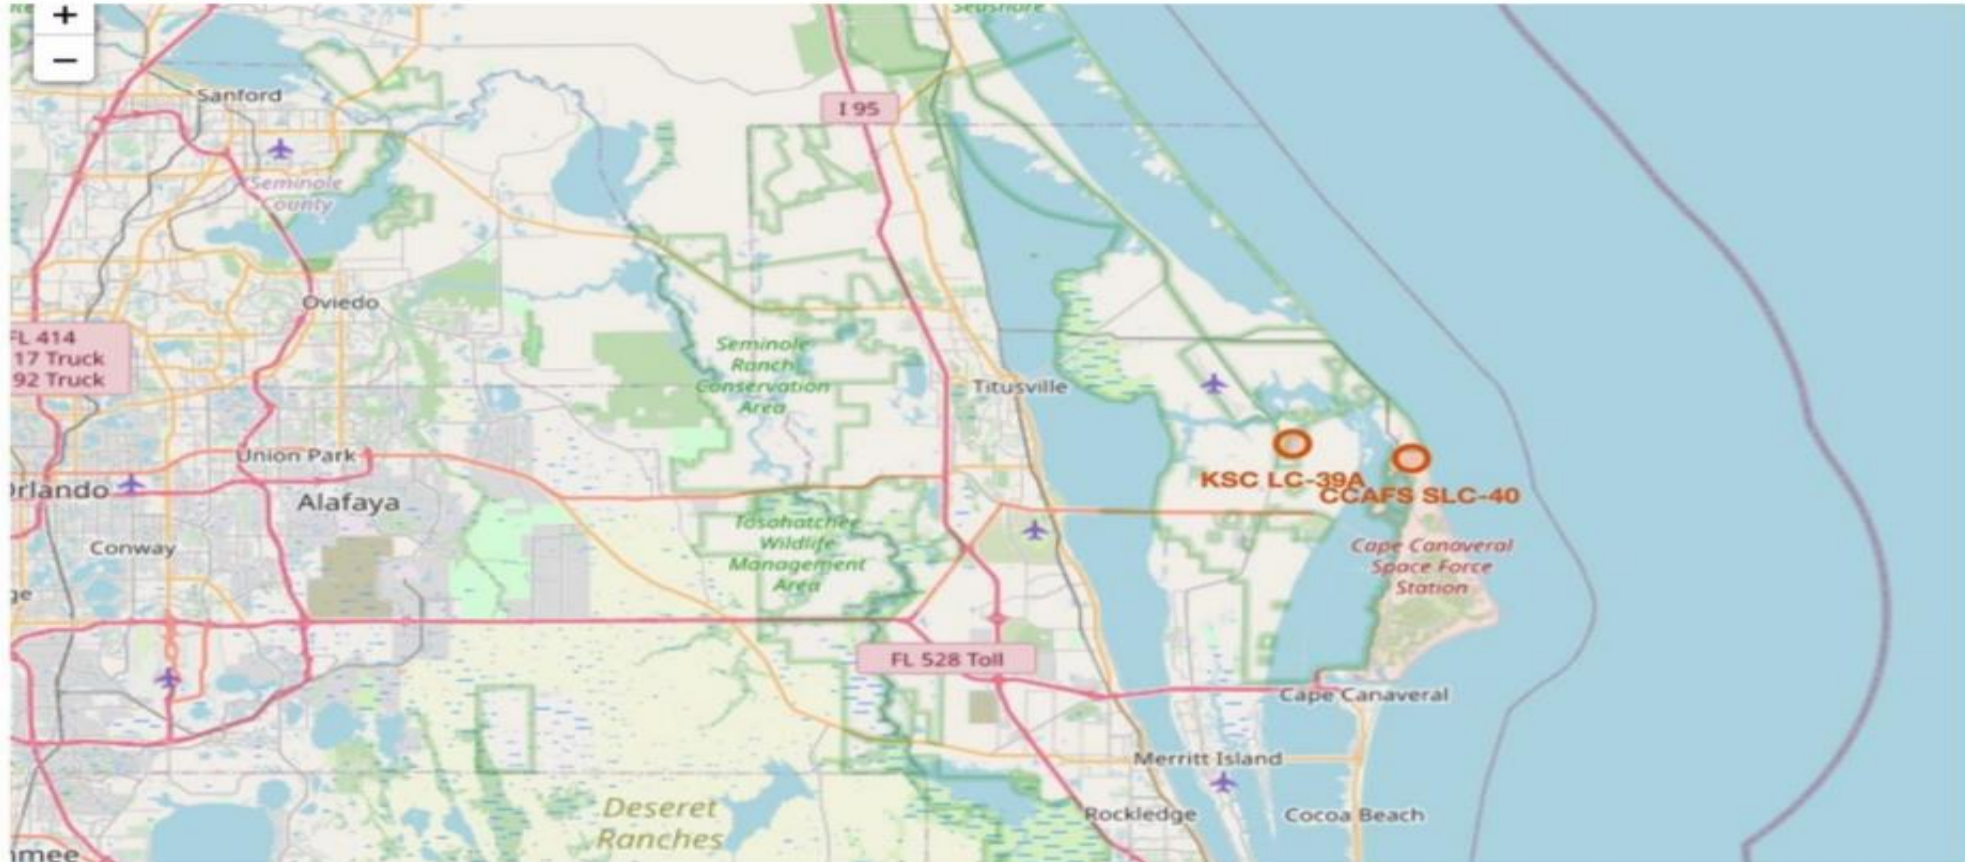 +
−
Seashore
Sanford
I 95
Seminole
County
Oviedo
FL 414
17 Truck
92 Truck
Seminole
Ranch
Conservation
Area
Titusville
Union Park
Orlando
Alafaya
KSC LC-39A
CCAFS SLC-40
Tosohatchee
Wildlife
Management
Area
Conway
Cape Canaveral
Space Force
Station
FL 528 Toll
Cape Canaveral
Merritt Island
Deseret
Ranches
Rockledge
Cocoa Beach